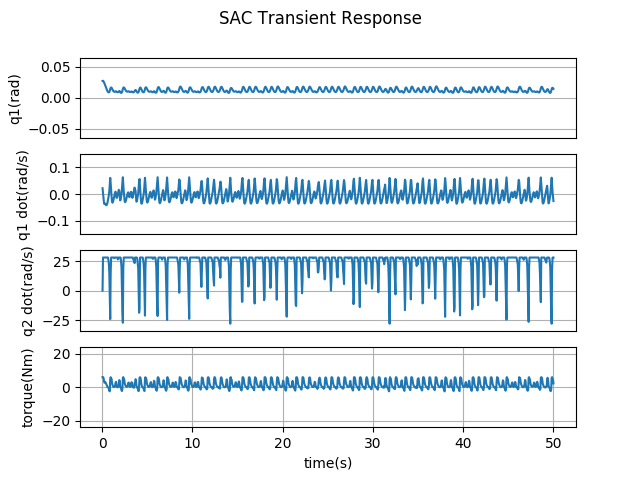 SAC Transient Response
q1(rad)
0.05
0.00
−0.05
q1 dot(rad/s)
0.1
0.0
−0.1
q2 dot(rad/s)
25
0
−25
torque(Nm)
20
0
−20
0 10 20 30 40 50
time(s)